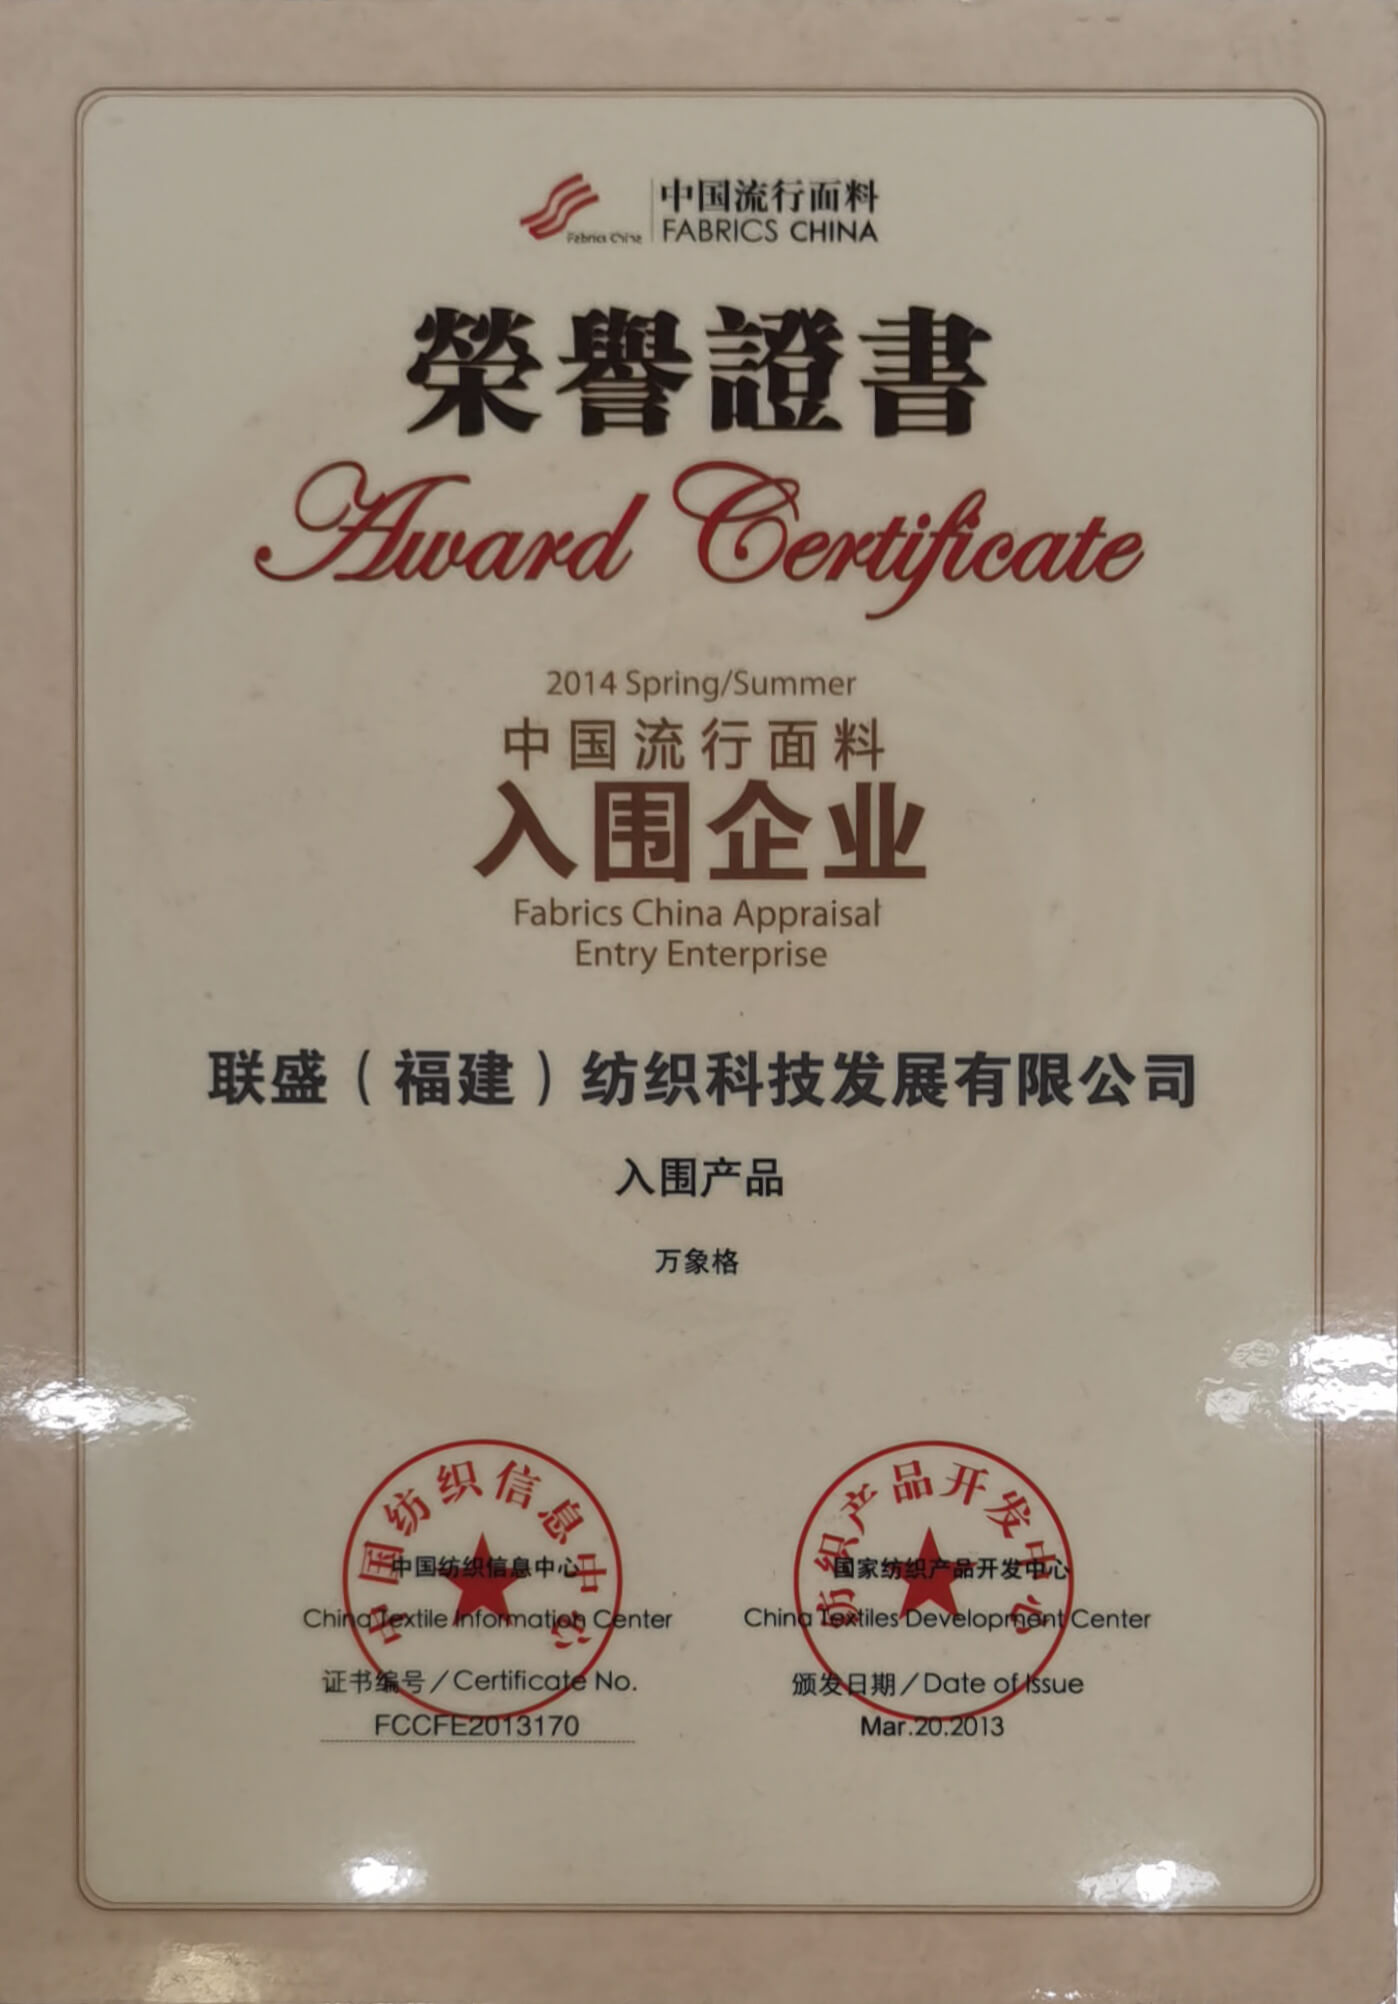 中国流行面料
Fabrics China
FABRICS CHINA
榮譽證書
Award Certificate
2014 Spring/Summer
中国流行面料
入围企业
Fabrics China Appraisal
Entry Enterprise
联盛（福建）纺织科技发展有限公司
入围产品
万象格
中国纺织信息中心
中国纺织信息中心
China Textile Information Center
证书编号／Certificate No.
FCCFE2013170
纺织产品开发中心
国家纺织产品开发中心
China Textiles Development Center
颁发日期／Date of Issue
Mar.20.2013